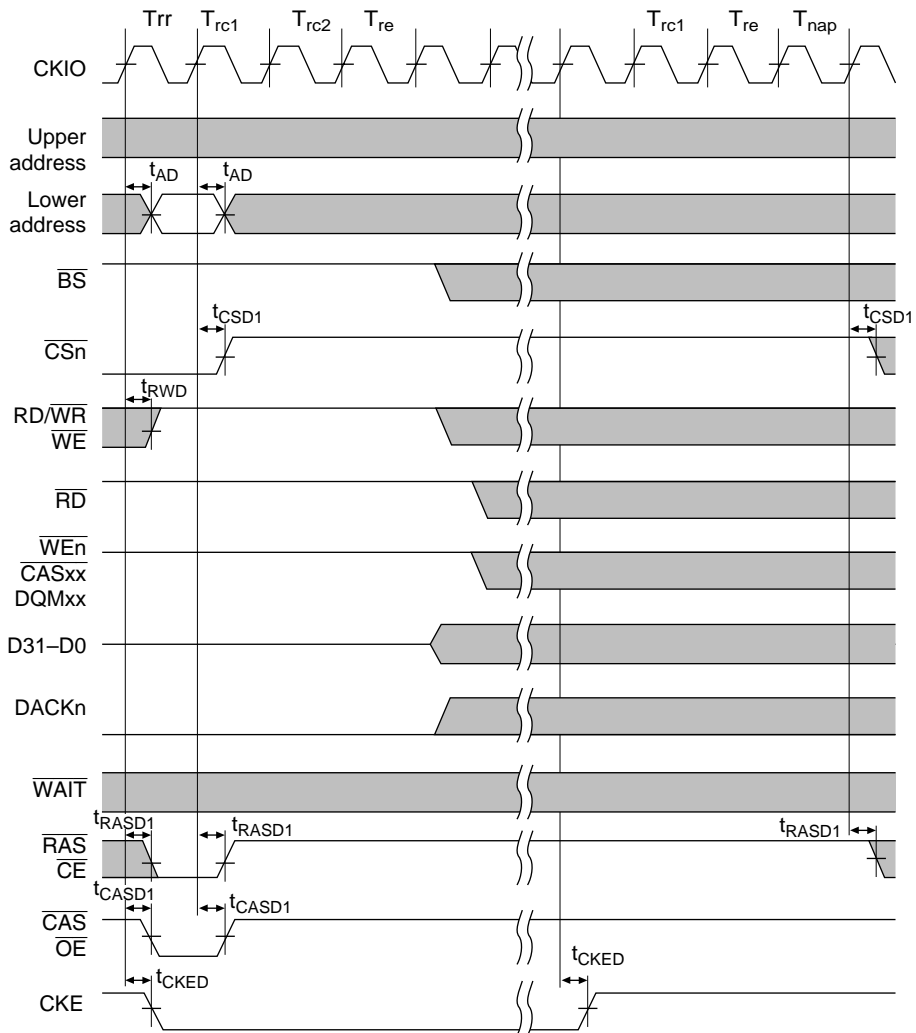 Trr Trc1 Trc2 Tre Trc1 Tre Tnap
CKIO
Upper
address
tAD tAD
Lower
address
BS
tCSD1 tCSD1
CSn
tRWD
RD/WR
WE
RD
WEn
CASxx
DQMxx
D31–D0
DACKn
WAIT
tRASD1 tRASD1 tRASD1
RAS
CE
tCASD1 tCASD1
CAS
OE
tCKED tCKED
CKE